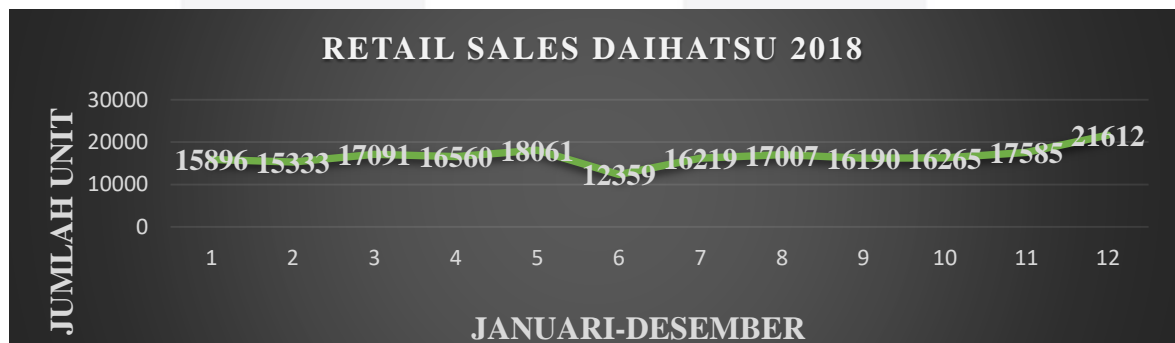 RETAIL SALES DAIHATSU 2018
JUMLAH UNIT
30000
20000
10000
0
15896 15333 17091 16560 18061 12359 16219 17007 16190 16265 17585 21612
1 2 3 4 5 6 7 8 9 10 11 12
JANUARI-DESEMBER